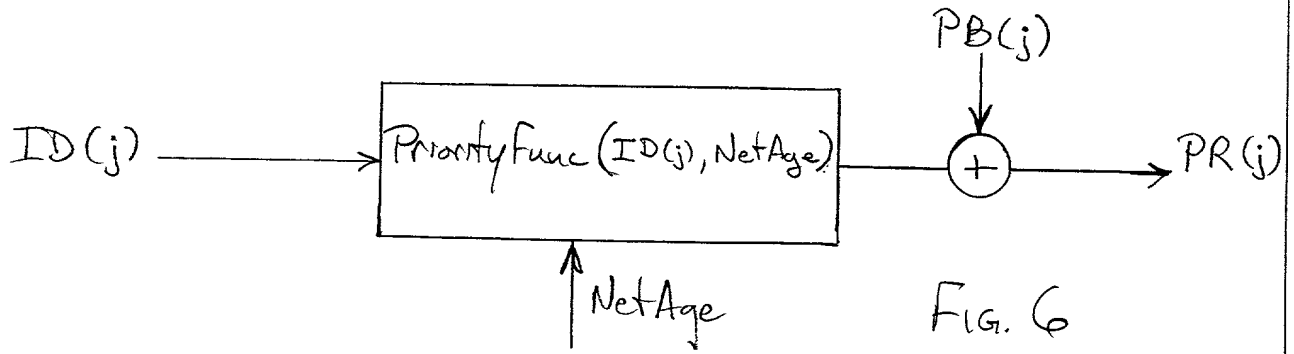 PB(j)
ID(j)
PriorityFunc(ID(j), NetAge)
+
PR(j)
NetAge
FIG. 6